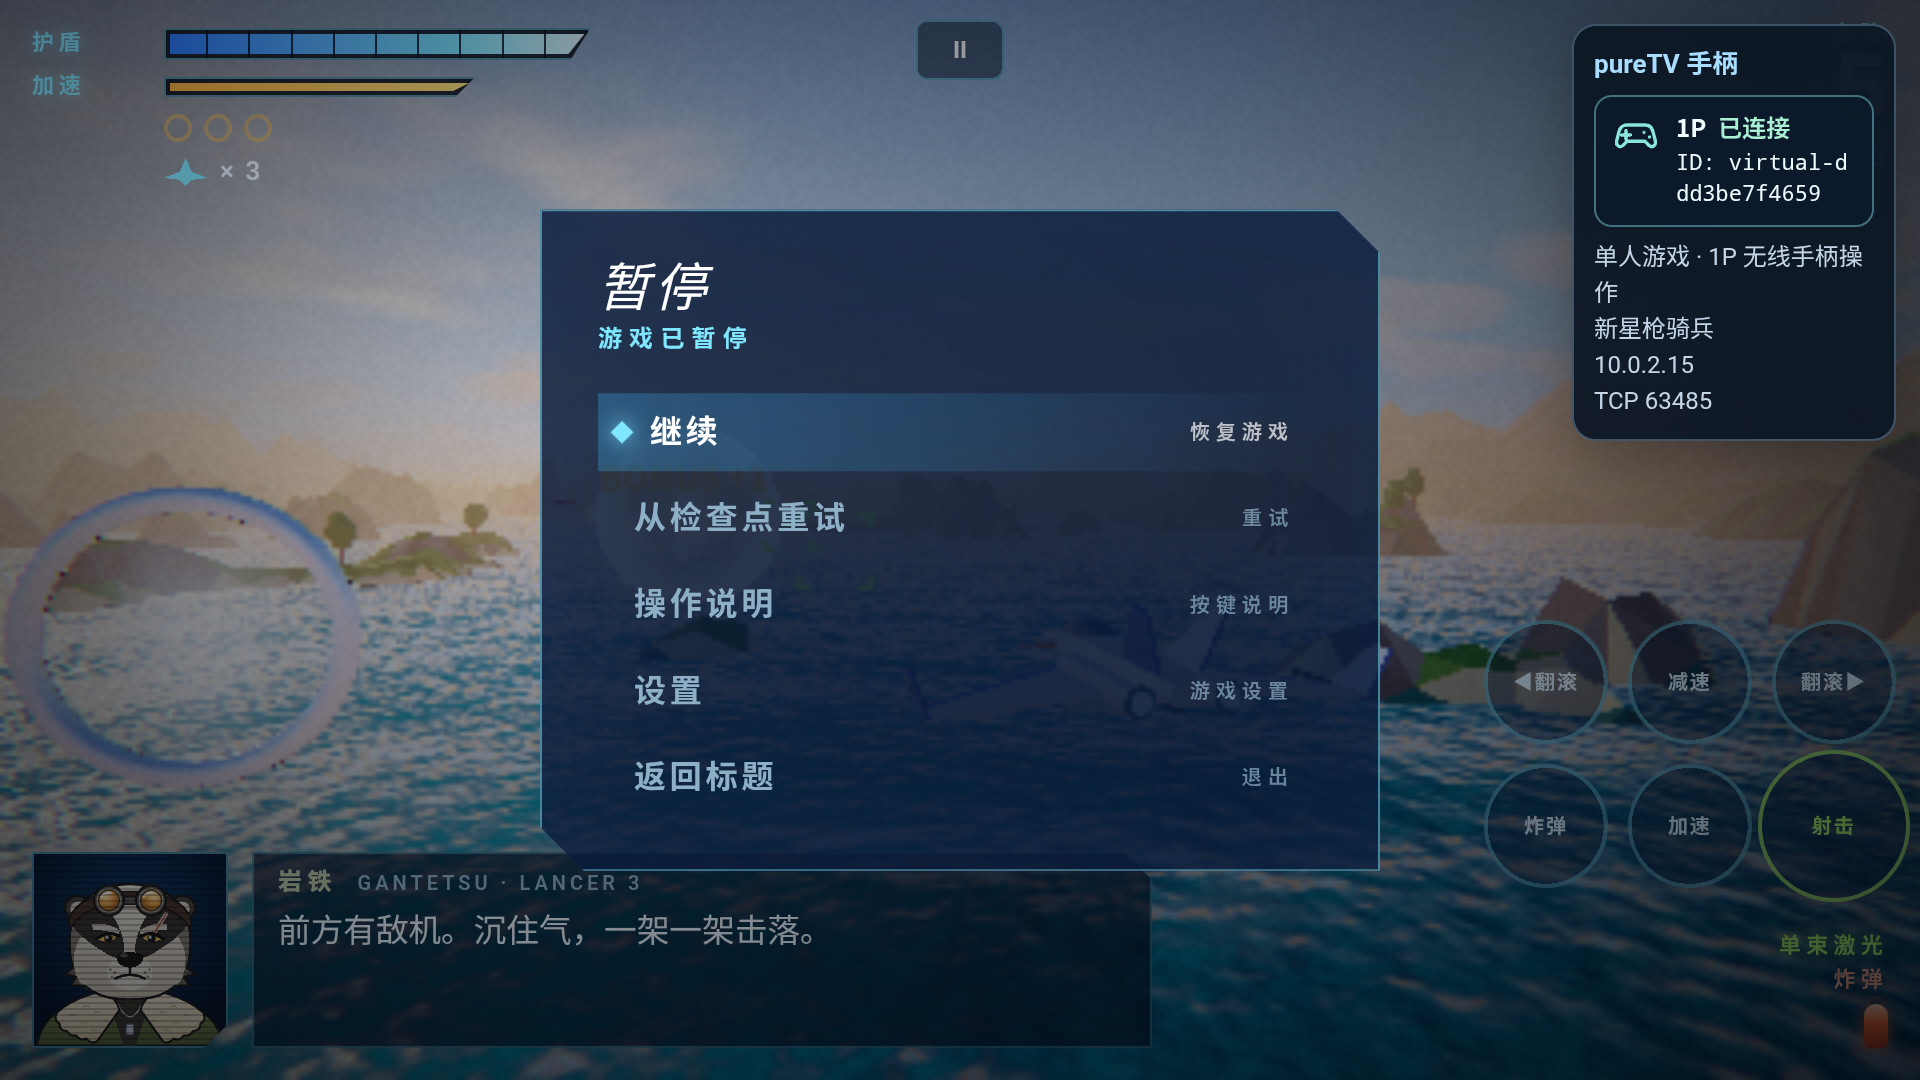 护盾
加速
× 3
pureTV 手柄
1P 已连接
ID: virtual-d
dd3be7f4659
单人游戏 · 1P 无线手柄操
作
新星枪骑兵
10.0.2.15
TCP 63485
暂停
游戏已暂停
继续 恢复游戏
从检查点重试 重试
操作说明 按键说明
设置 游戏设置
返回标题 退出
◀翻滚 减速 翻滚▶
炸弹 加速 射击
单束激光
炸弹
岩铁 GANTETSU · LANCER 3
前方有敌机。沉住气，一架一架击落。